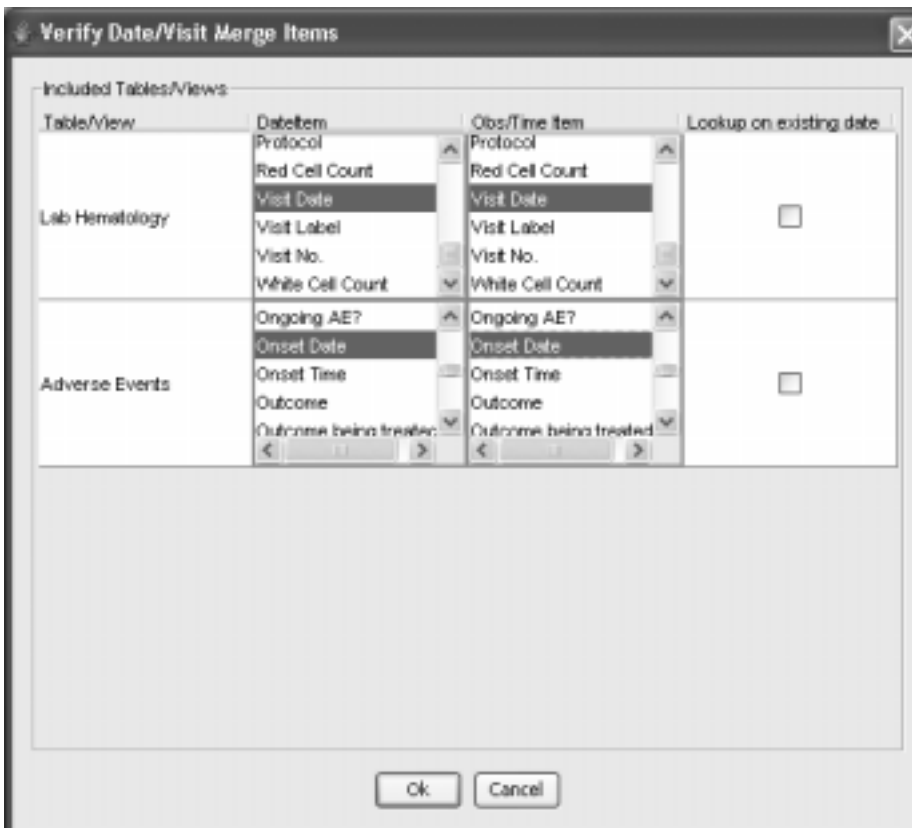 Verify Date/Visit Merge Items
Included Tables/Views
Table/View DateItem Obs/Time Item Lookup on existing date
Protocol Protocol
Red Cell Count Red Cell Count
Visit Date Visit Date
Lab Hematology
Visit Label Visit Label
Visit No. Visit No.
White Cell Count White Cell Count
Ongoing AE? Ongoing AE?
Onset Date Onset Date
Onset Time Onset Time
Adverse Events
Outcome Outcome
Outcome being treatec Outcome being treated
Ok Cancel